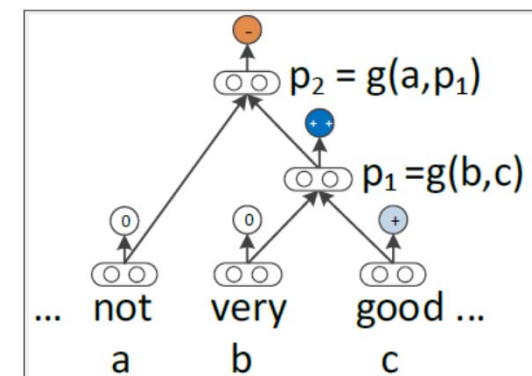 -
p₂ = g(a,p₁)
+ +
p₁ =g(b,c)
0 0 +
... not very good ...
a b c